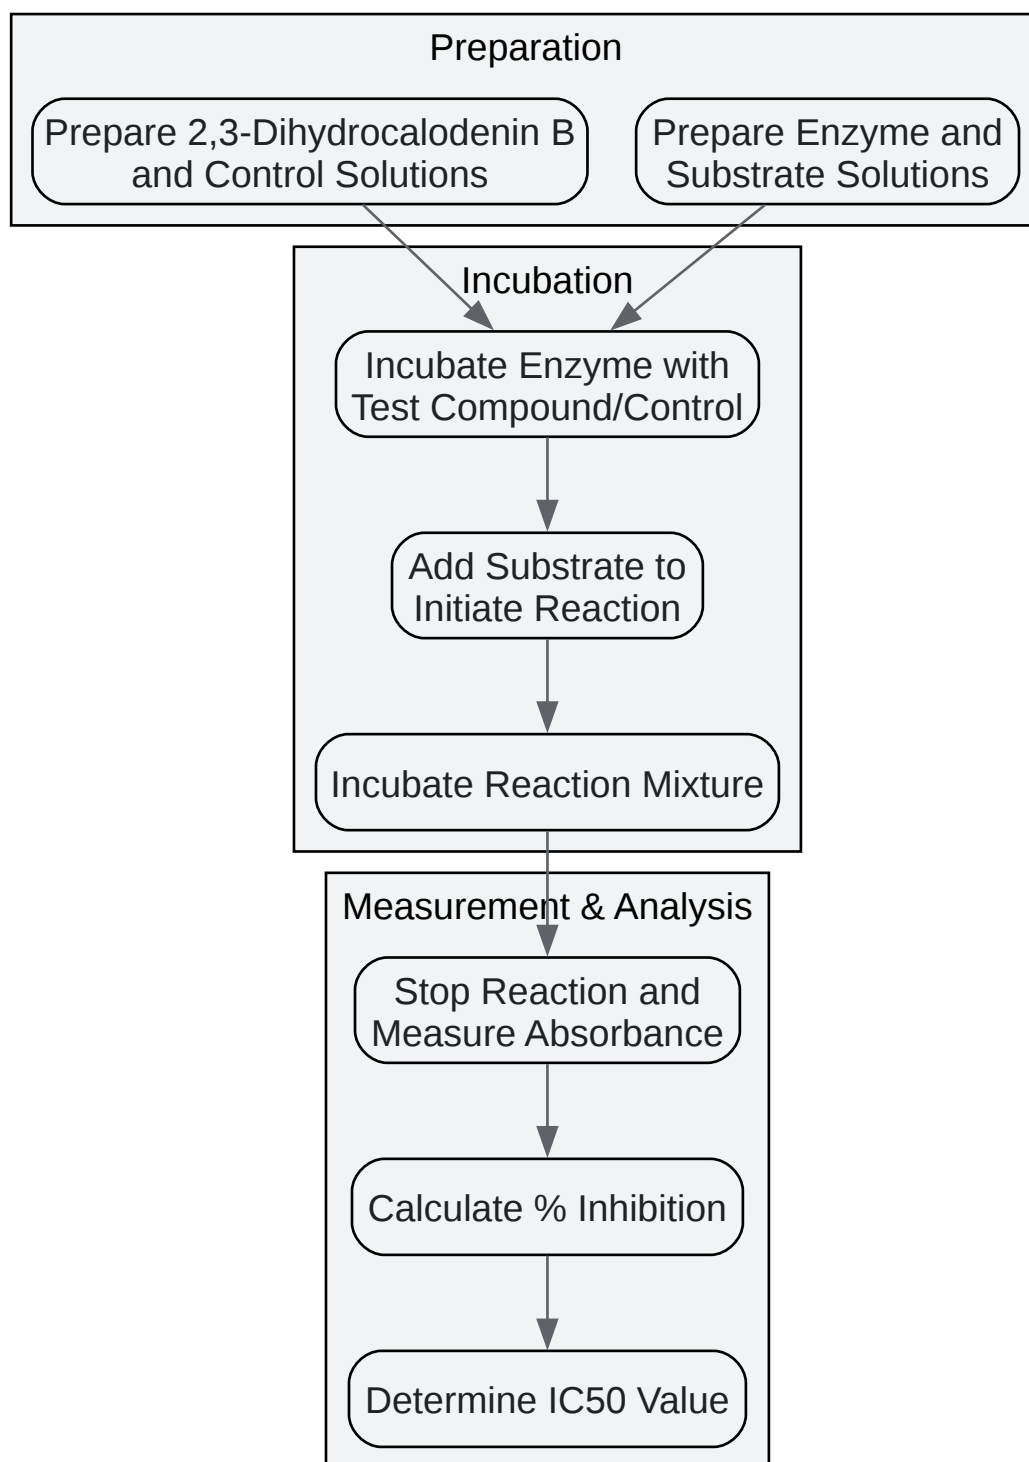 Preparation
Prepare 2,3-Dihydrocalodenin B
and Control Solutions
Prepare Enzyme and
Substrate Solutions
Incubation
Incubate Enzyme with
Test Compound/Control
Add Substrate to
Initiate Reaction
Incubate Reaction Mixture
Measurement & Analysis
Stop Reaction and
Measure Absorbance
Calculate % Inhibition
Determine IC50 Value